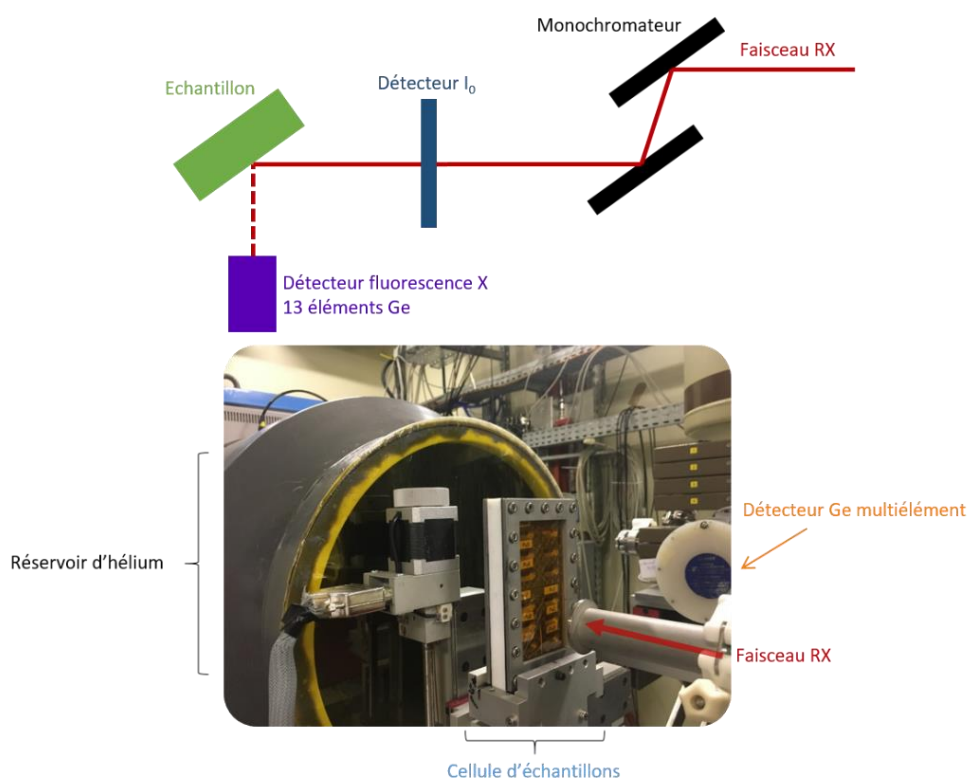 Monochromateur
Faisceau RX
Détecteur I₀
Echantillon
Détecteur fluorescence X
13 éléments Ge
Détecteur Ge multiélément
Réservoir d'hélium
Faisceau RX
Cellule d'échantillons